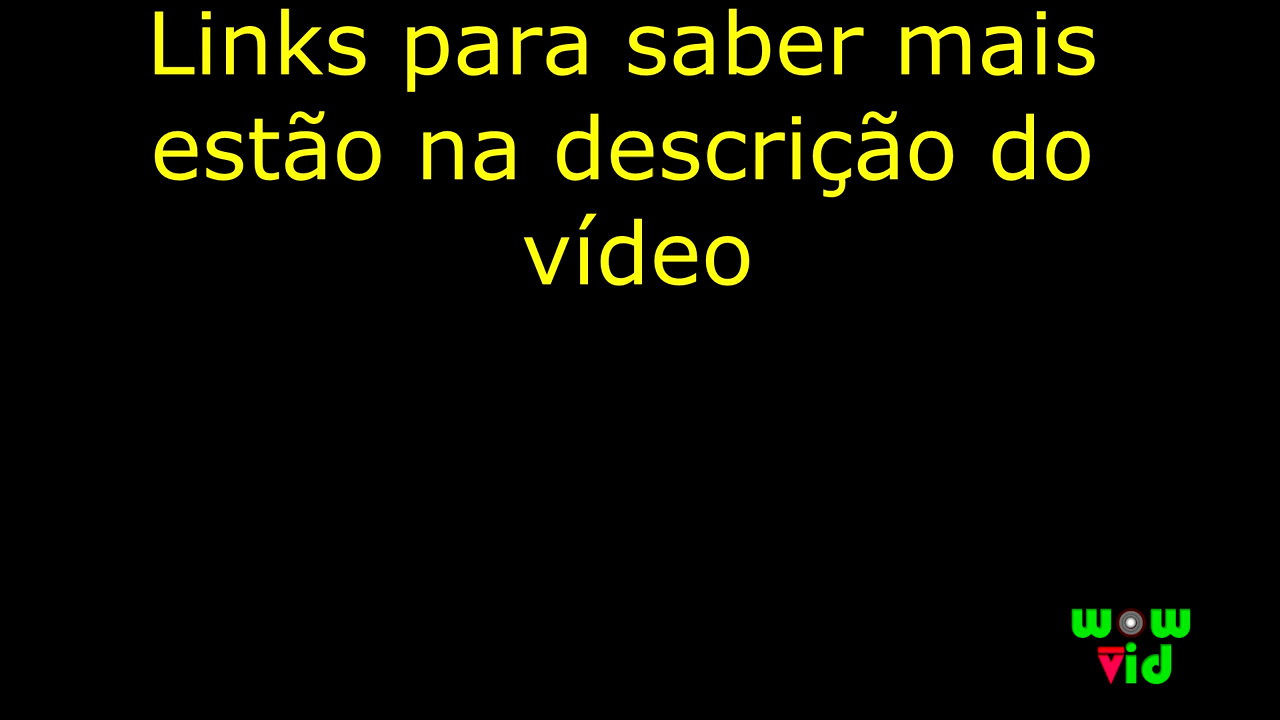 Links para saber mais
estão na descrição do
vídeo
wow
vid